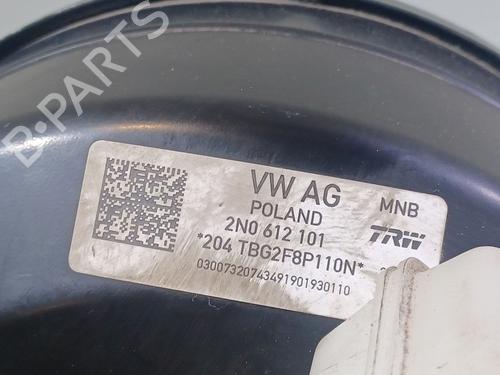 B-PARTS
VW AG
MNB
POLAND
2N0 612 101
TRW
*204 TBG2F8P110N*
03007320743491901930110